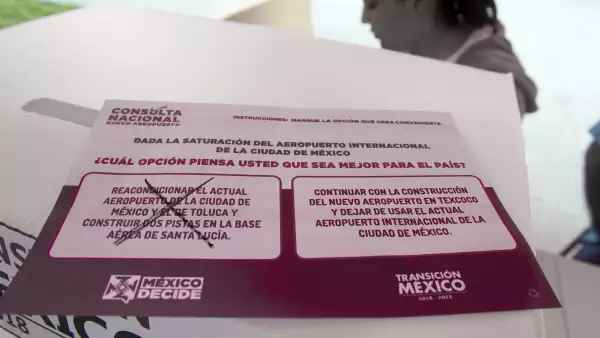 CONSULTA
NACIONAL
NUEVO AEROPUERTO
INSTRUCCIONES: MARQUE LA OPCIÓN QUE CREA CONVENIENTE.
DADA LA SATURACIÓN DEL AEROPUERTO INTERNACIONAL
DE LA CIUDAD DE MÉXICO
¿CUÁL OPCIÓN PIENSA USTED QUE SEA MEJOR PARA EL PAÍS?
REACONDICIONAR EL ACTUAL
AEROPUERTO DE LA CIUDAD DE
MÉXICO Y EL DE TOLUCA Y
CONSTRUIR DOS PISTAS EN LA BASE
AÉREA DE SANTA LUCÍA.
CONTINUAR CON LA CONSTRUCCIÓN
DEL NUEVO AEROPUERTO EN TEXCOCO
Y DEJAR DE USAR EL ACTUAL
AEROPUERTO INTERNACIONAL DE LA
CIUDAD DE MÉXICO.
MÉXICO
DECIDE
TRANSICIÓN
MÉXICO
2018 - 2024